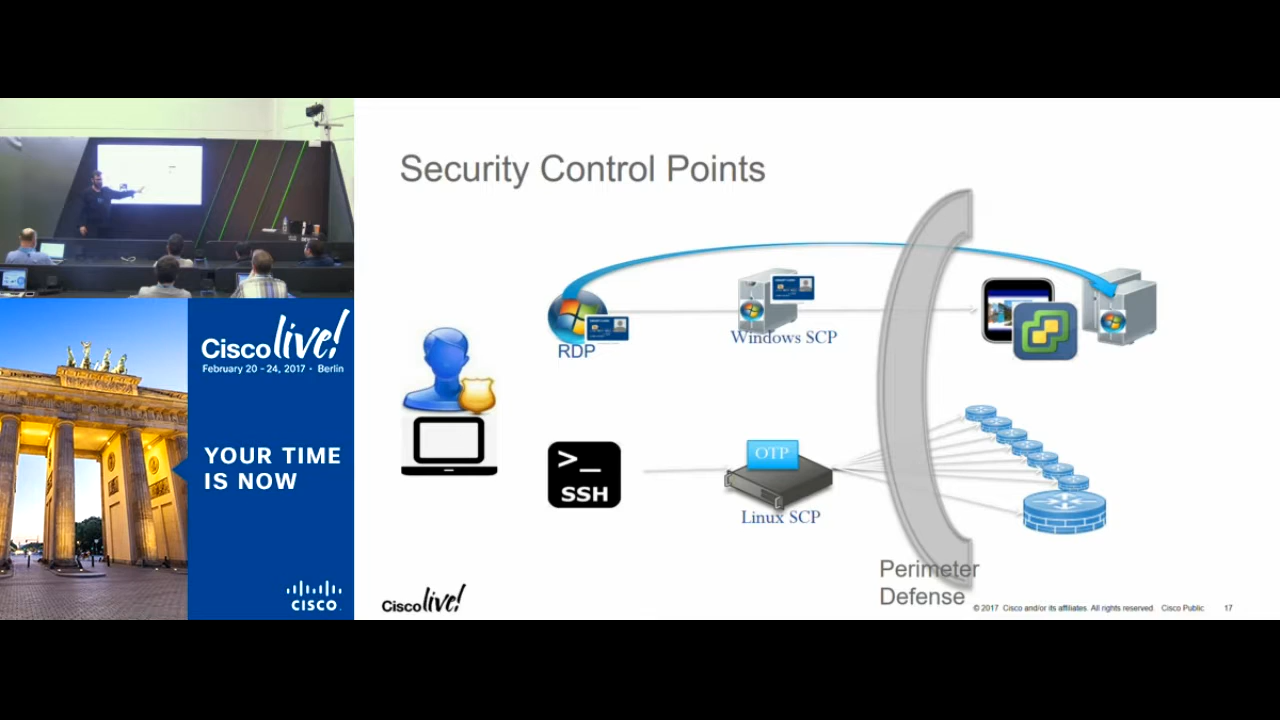 Security Control Points
RDP
Windows SCP
>_
SSH
OTP
Linux SCP
Perimeter
Defense
Cisco live!
© 2017 Cisco and/or its affiliates. All rights reserved. Cisco Public 17
Cisco live!
February 20 - 24, 2017 · Berlin
YOUR TIME
IS NOW
CISCO.